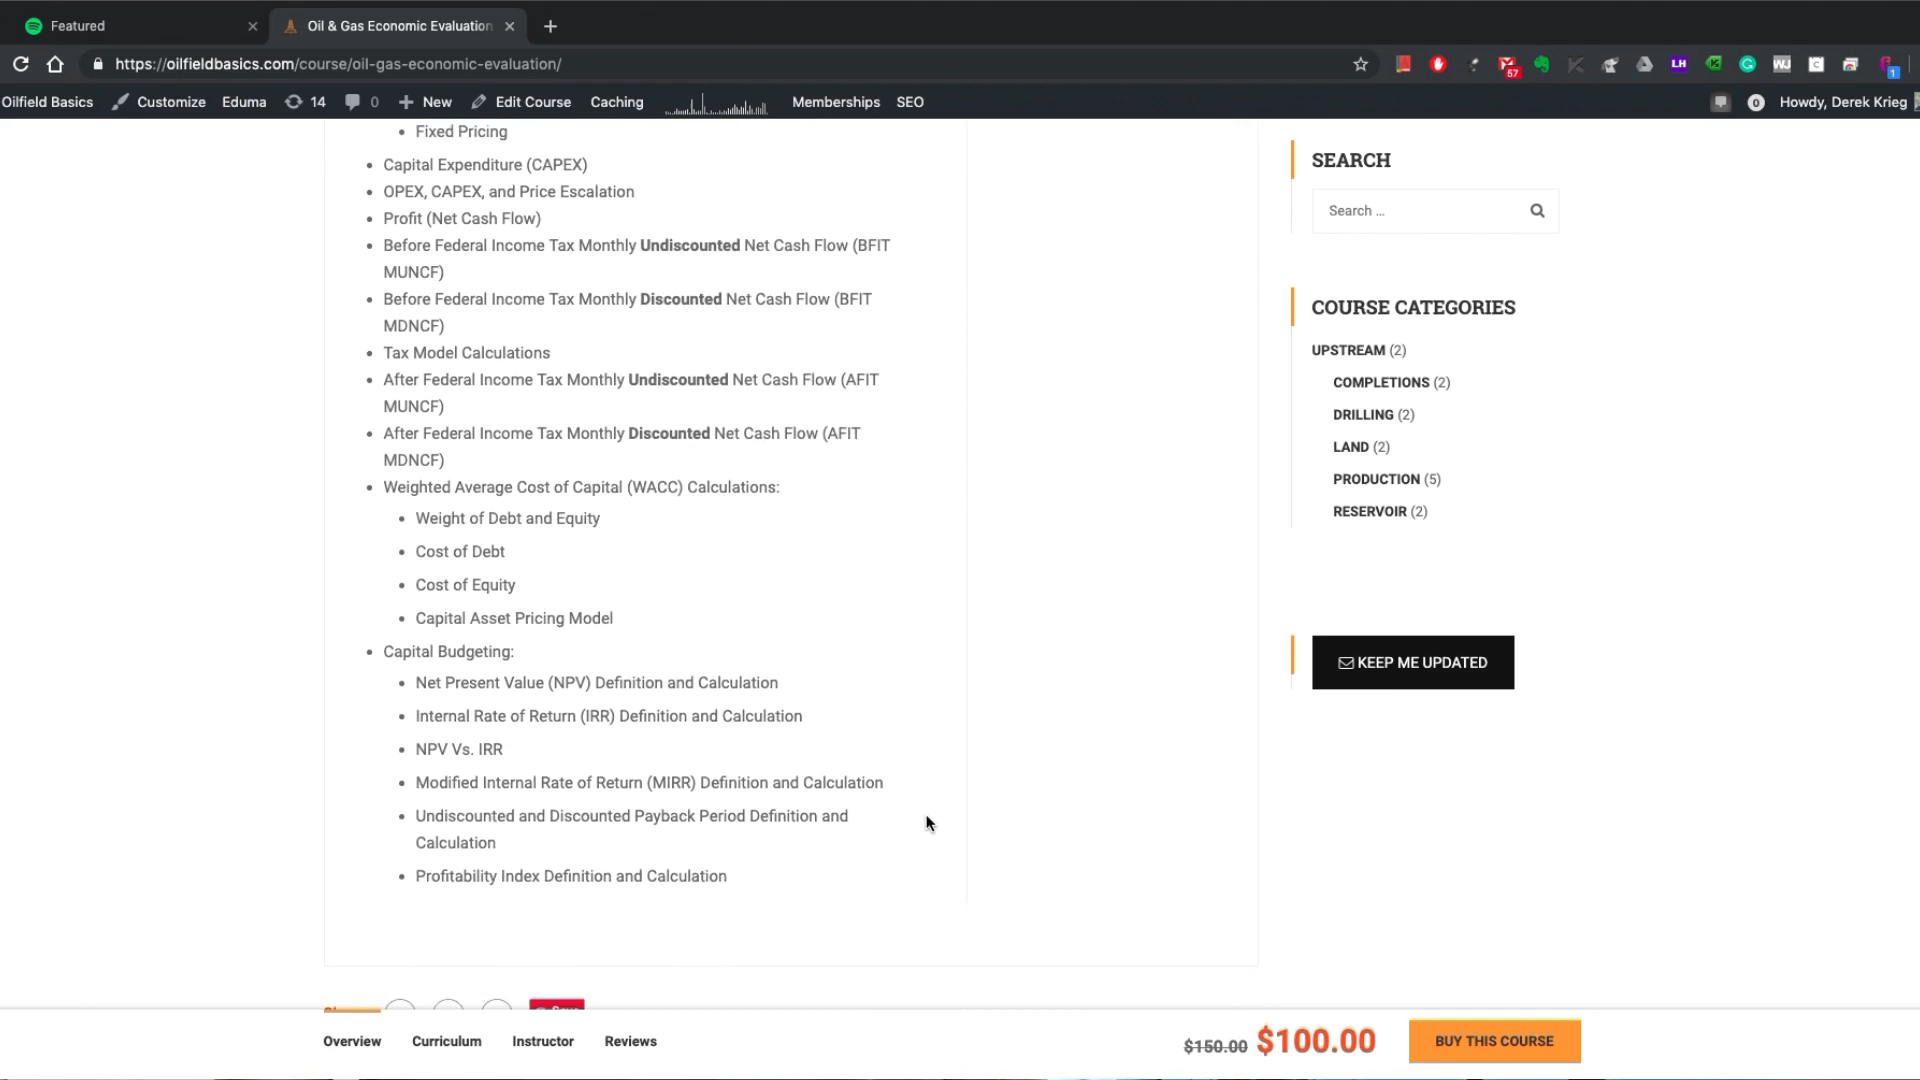 Featured
Oil & Gas Economic Evaluation
https://oilfieldbasics.com/course/oil-gas-economic-evaluation/
57
LH
WJ
1
Oilfield Basics Customize Eduma 14 0 New Edit Course Caching Memberships SEO 0 Howdy, Derek Krieg
Fixed Pricing
Capital Expenditure (CAPEX)
OPEX, CAPEX, and Price Escalation
Profit (Net Cash Flow)
Before Federal Income Tax Monthly Undiscounted Net Cash Flow (BFIT
MUNCF)
Before Federal Income Tax Monthly Discounted Net Cash Flow (BFIT
MDNCF)
Tax Model Calculations
After Federal Income Tax Monthly Undiscounted Net Cash Flow (AFIT
MUNCF)
After Federal Income Tax Monthly Discounted Net Cash Flow (AFIT
MDNCF)
Weighted Average Cost of Capital (WACC) Calculations:
Weight of Debt and Equity
Cost of Debt
Cost of Equity
Capital Asset Pricing Model
Capital Budgeting:
Net Present Value (NPV) Definition and Calculation
Internal Rate of Return (IRR) Definition and Calculation
NPV Vs. IRR
Modified Internal Rate of Return (MIRR) Definition and Calculation
Undiscounted and Discounted Payback Period Definition and
Calculation
Profitability Index Definition and Calculation
SEARCH
Search ...
COURSE CATEGORIES
UPSTREAM (2)
COMPLETIONS (2)
DRILLING (2)
LAND (2)
PRODUCTION (5)
RESERVOIR (2)
KEEP ME UPDATED
Overview Curriculum Instructor Reviews
$150.00 $100.00 BUY THIS COURSE